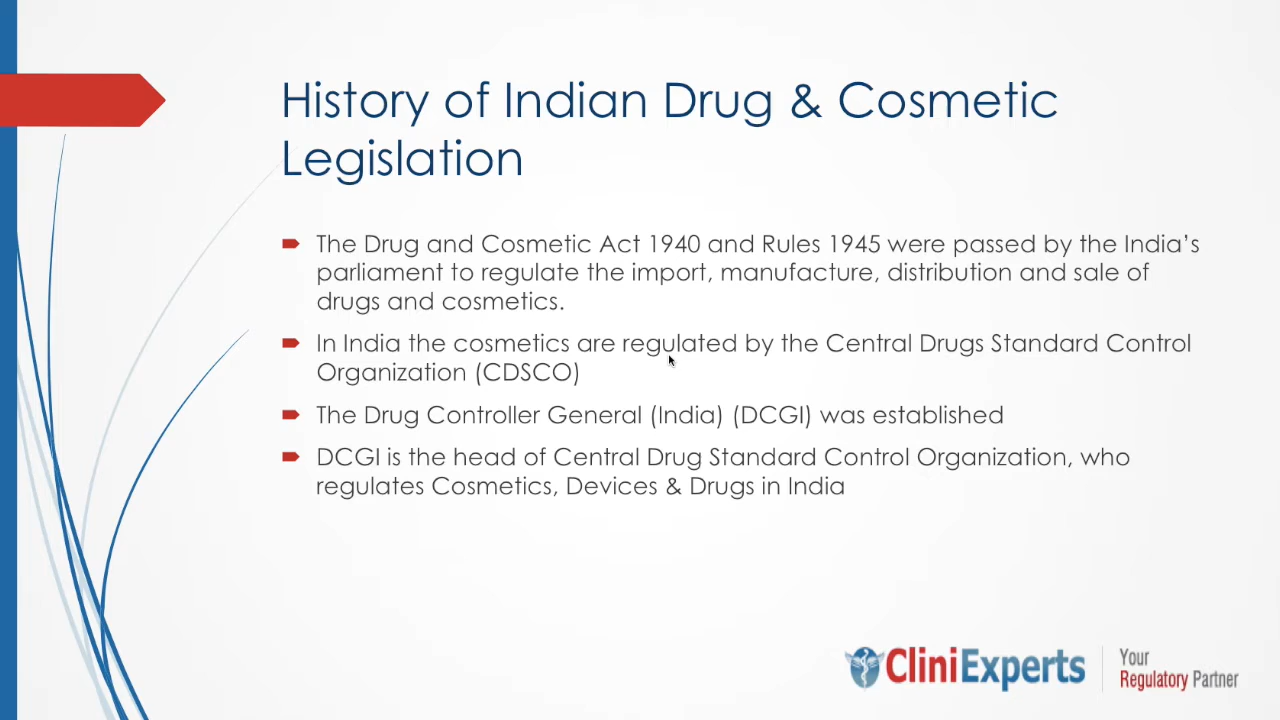 History of Indian Drug & Cosmetic
Legislation
The Drug and Cosmetic Act 1940 and Rules 1945 were passed by the India’s
parliament to regulate the import, manufacture, distribution and sale of
drugs and cosmetics.
In India the cosmetics are regulated by the Central Drugs Standard Control
Organization (CDSCO)
The Drug Controller General (India) (DCGI) was established
DCGI is the head of Central Drug Standard Control Organization, who
regulates Cosmetics, Devices & Drugs in India
CliniExperts
Your
Regulatory Partner